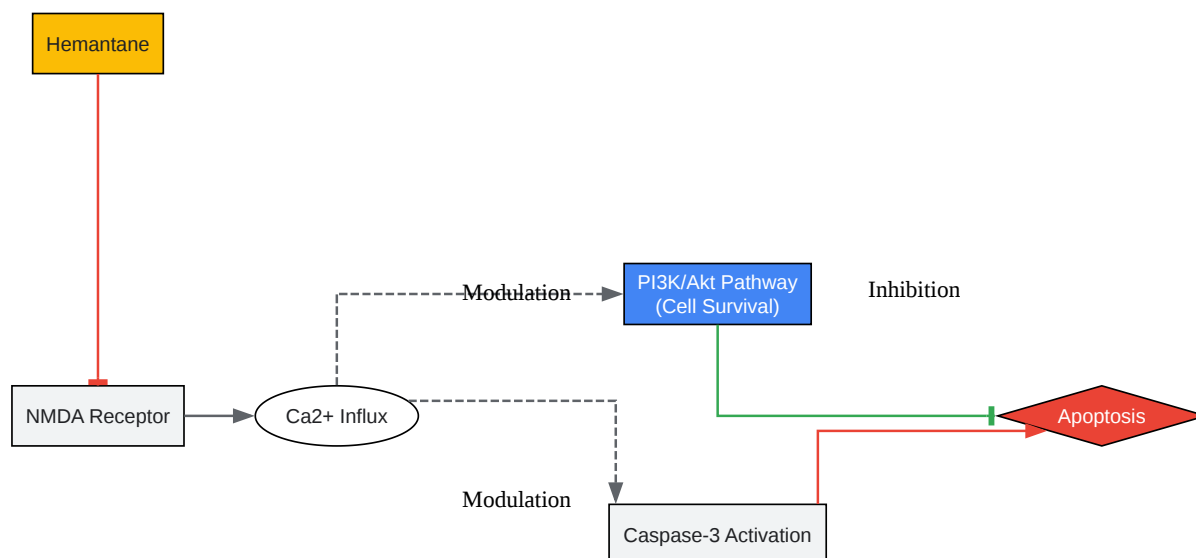 Hemantane
Modulation
PI3K/Akt Pathway
(Cell Survival)
Inhibition
NMDA Receptor
Ca2+ Influx
Apoptosis
Modulation
Caspase-3 Activation